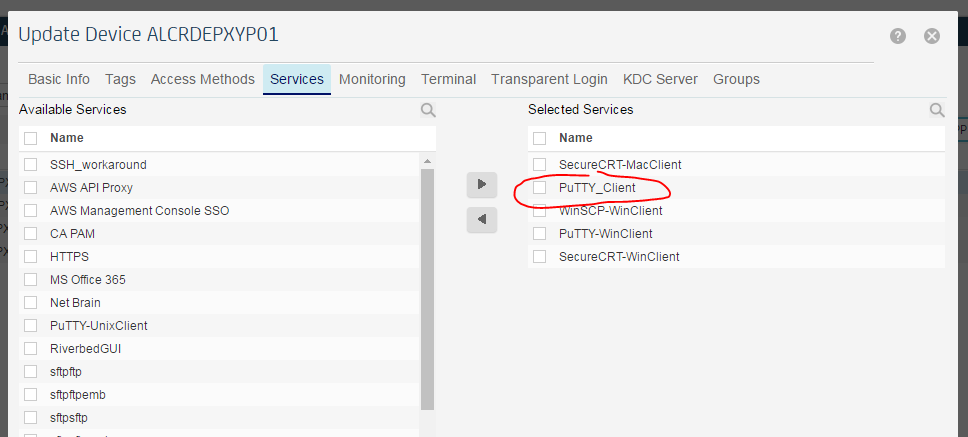 Update Device ALCRDEPXYP01
Basic Info Tags Access Methods Services Monitoring Terminal Transparent Login KDC Server Groups
Available Services
Name
SSH_workaround
AWS API Proxy
AWS Management Console SSO
CA PAM
HTTPS
MS Office 365
Net Brain
PuTTY-UnixClient
RiverbedGUI
sftpftp
sftpftpemb
sftpsftp
Selected Services
Name
SecureCRT-MacClient
PuTTY_Client
WinSCP-WinClient
PuTTY-WinClient
SecureCRT-WinClient